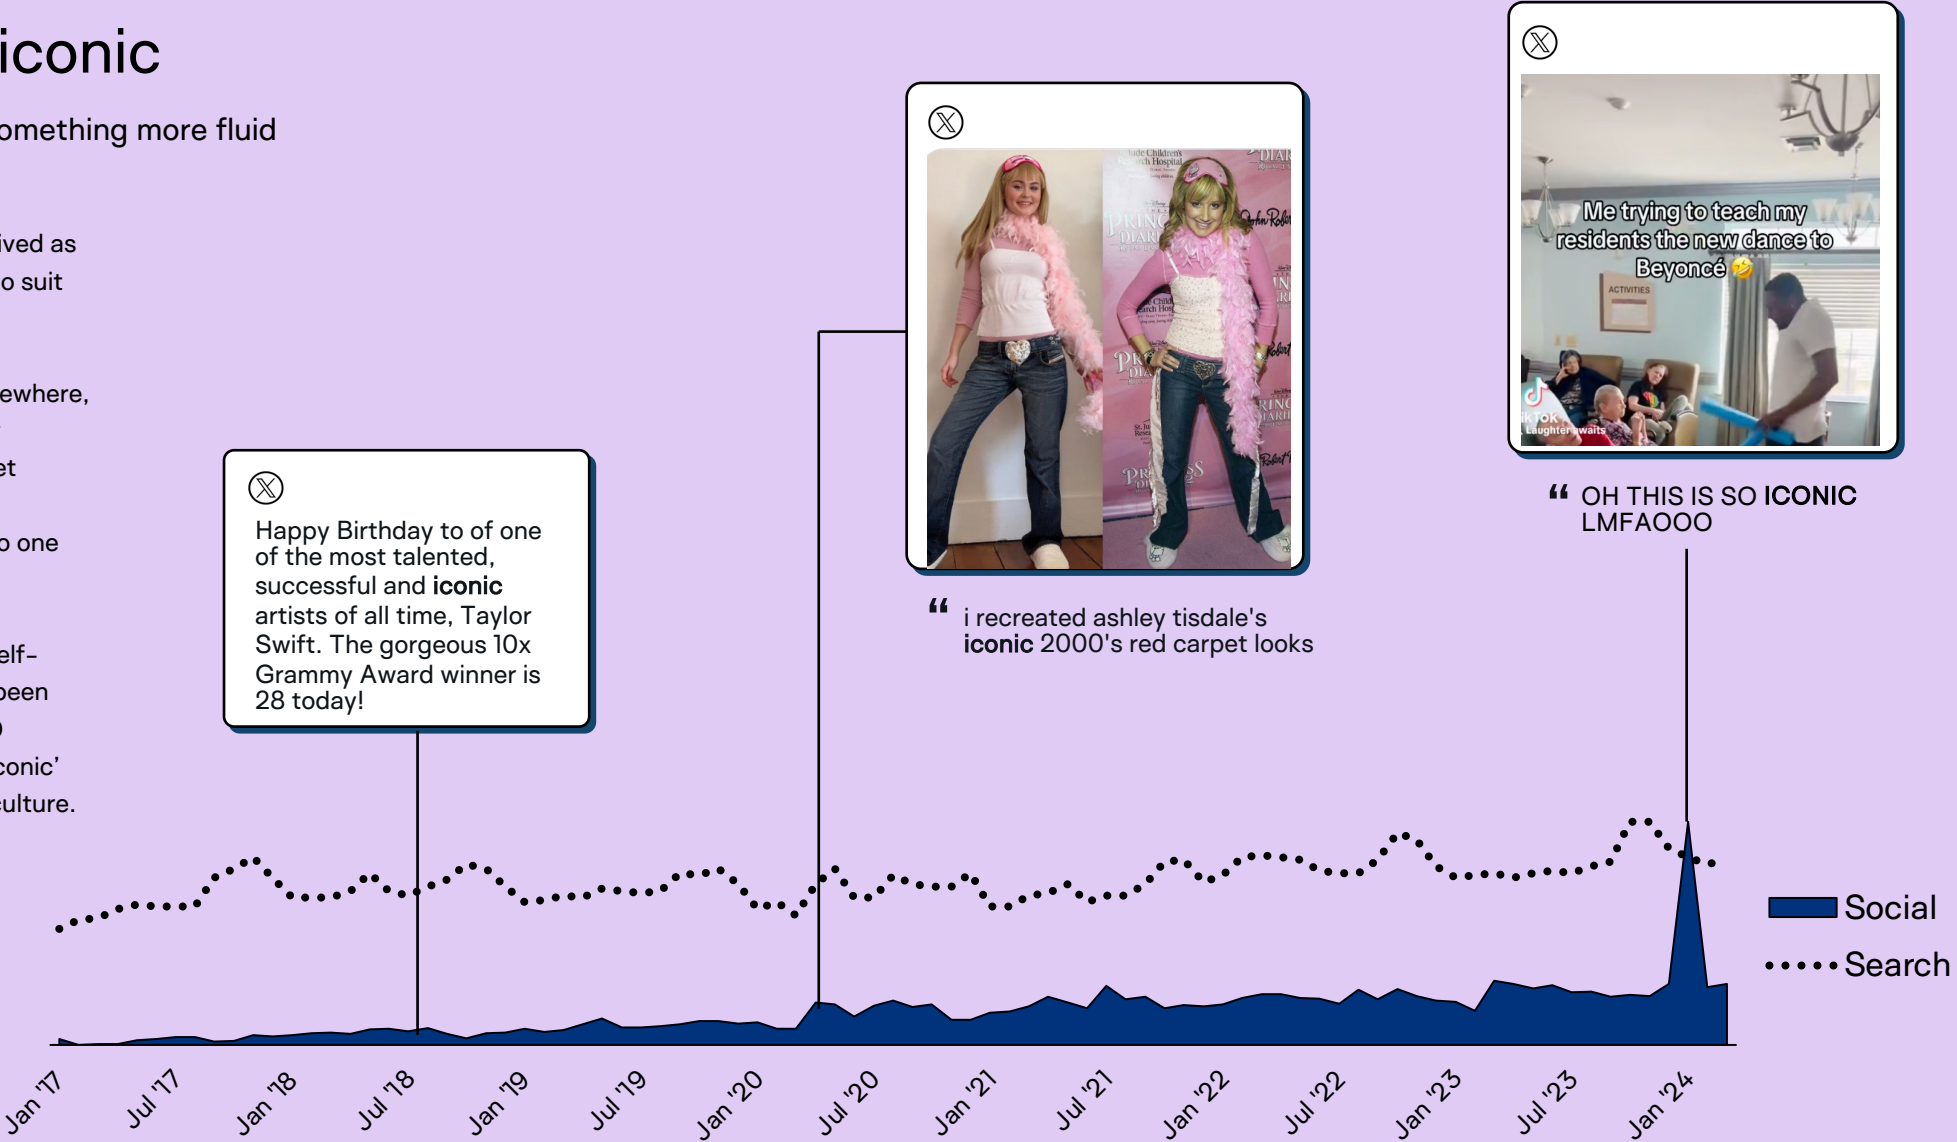 iconic
omething more fluid
ived as
o suit
ewhere,
et
o one
elf-
been
conic'
culture.
Happy Birthday to of one
of the most talented,
successful and iconic
artists of all time, Taylor
Swift. The gorgeous 10x
Grammy Award winner is
28 today!
“ i recreated ashley tisdale's
iconic 2000's red carpet looks
Me trying to teach my
residents the new dance to
Beyoncé 🤣
ACTIVITIES
“ OH THIS IS SO ICONIC
LMFAOOO
Social
Search
Jan '17
Jul '17
Jan '18
Jul '18
Jan '19
Jul '19
Jan '20
Jul '20
Jan '21
Jul '21
Jan '22
Jul '22
Jan '23
Jul '23
Jan '24